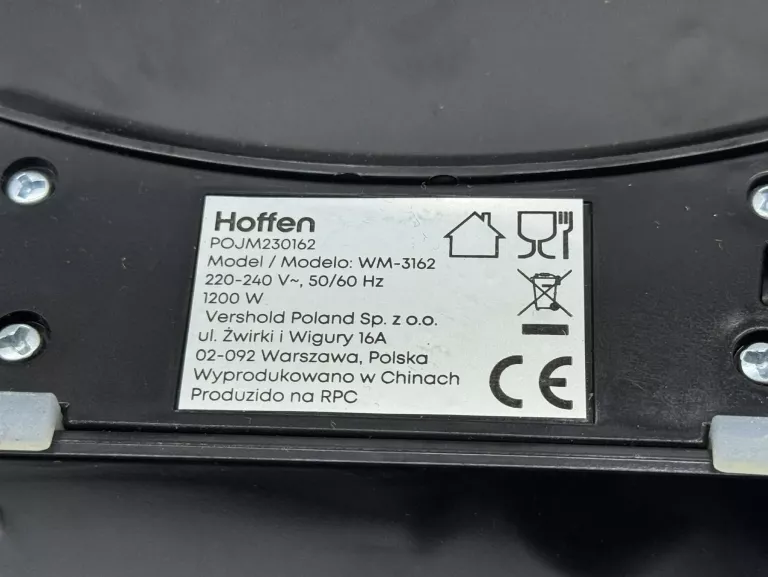 Hoffen
POJM230162
Model / Modelo: WM-3162
220-240 V~, 50/60 Hz
1200 W
Vershold Poland Sp. z o.o.
ul. Żwirki i Wigury 16A
02-092 Warszawa, Polska
Wyprodukowano w Chinach
Produzido na RPC
CE